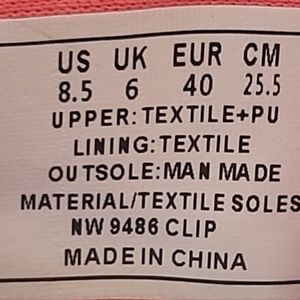 US UK EUR CM
8.5 6 40 25.5
UPPER: TEXTILE+PU
LINING: TEXTILE
OUTSOLE: MAN MADE
MATERIAL/TEXTILE SOLES
NW 9486 CLIP
MADE IN CHINA